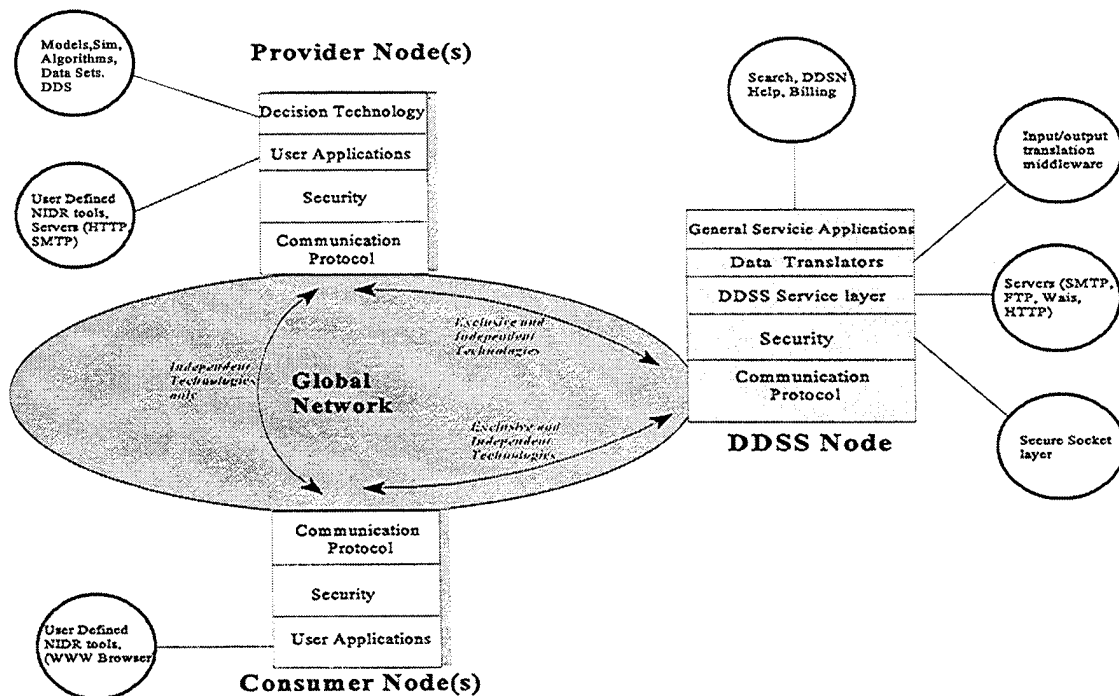 Models,Sim,
Algorithms,
Data Sets.
DDS
Provider Node(s)
Decision Technology
User Applications
Security
Communication
Protocol
User Defined
NIDR tools,
Servers (HTTP,
SMTP)
Search, DDSN
Help, Billing
Input/output
translation
middleware
General Servicie Applications
Data Translators
DDSS Service layer
Security
Communication
Protocol
DDSS Node
Servers (SMTP,
FTP, Wais,
HTTP)
Secure Socket
layer
Exclusive and
Independent
Technologies
Independent
Technologies
only
Global
Network
Exclusive and
Independent
Technologies
Communication
Protocol
Security
User Applications
Consumer Node(s)
User Defined
NIDR tools,
(WWW Browser